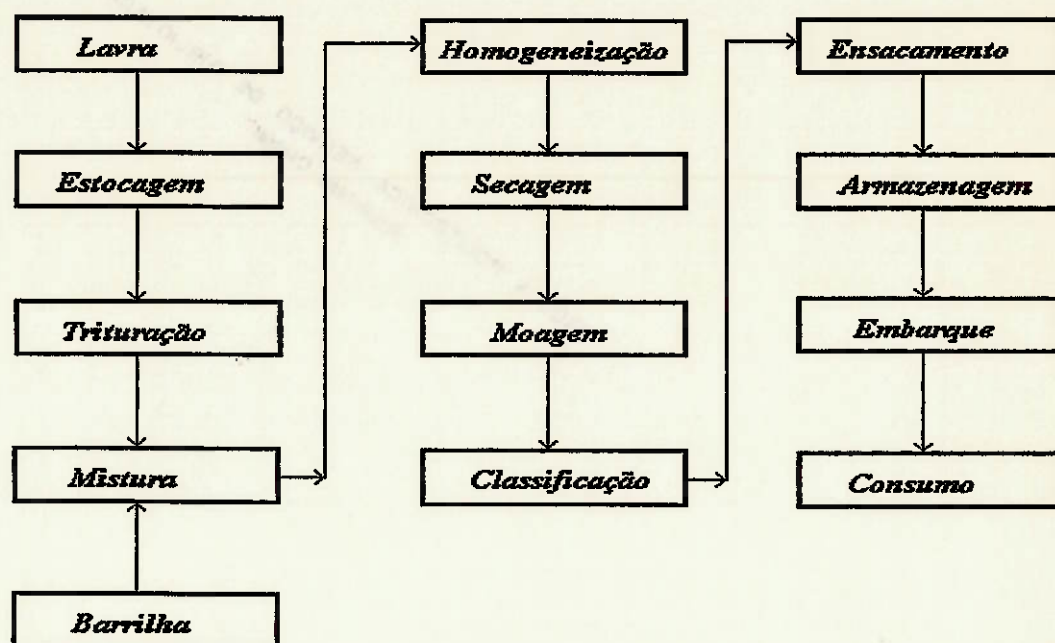 Lavra
Estocagem
Trituração
Mistura
Barrilha
Homogeneização
Secagem
Moagem
Classificação
Ensacamento
Armazenagem
Embarque
Consumo